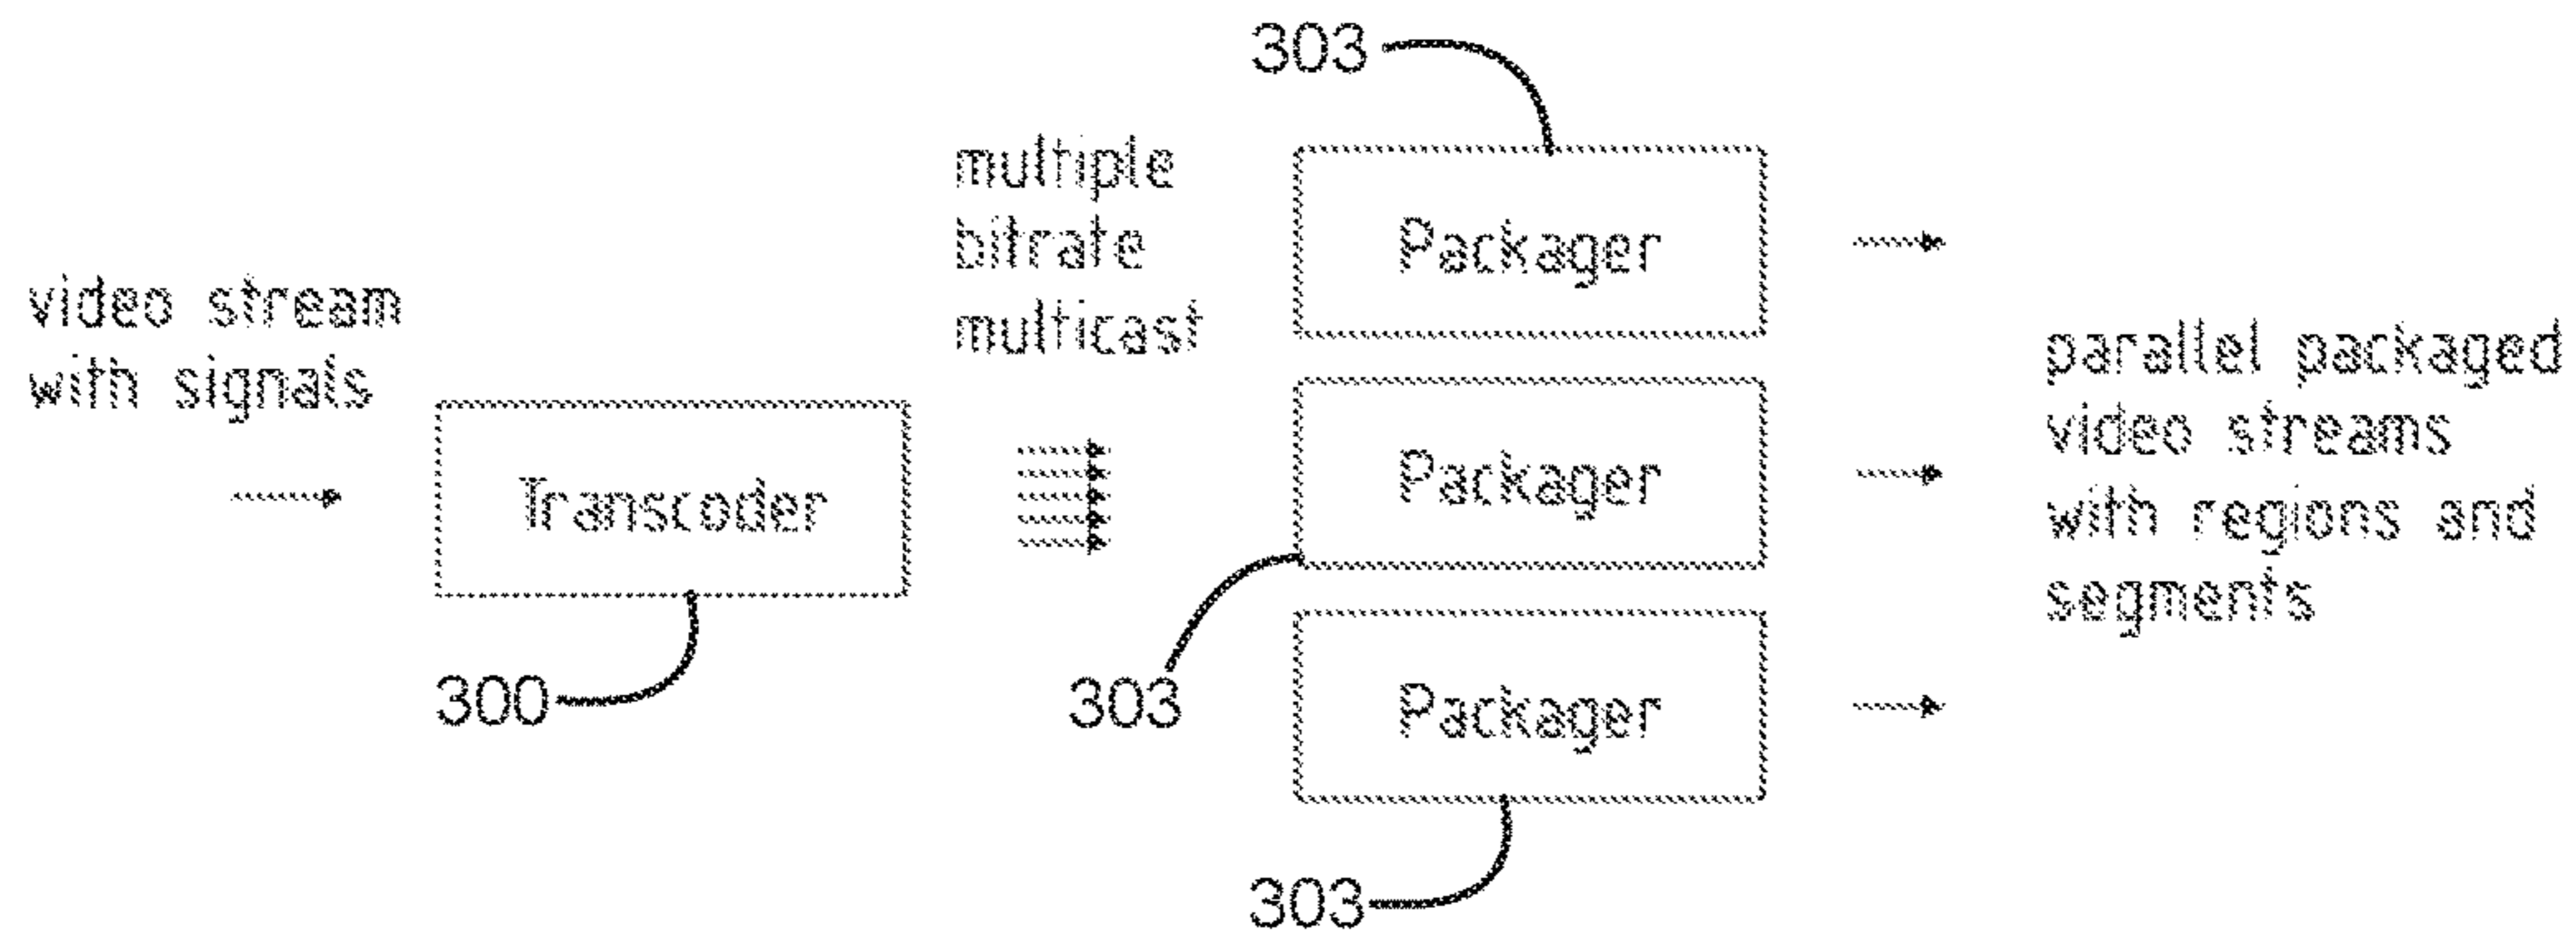 video stream
with signals
Transcoder
300
multiple
bitrate
multicast
303
Packager
Packager
303
Packager
303
parallel packaged
video streams
with regions and
segments